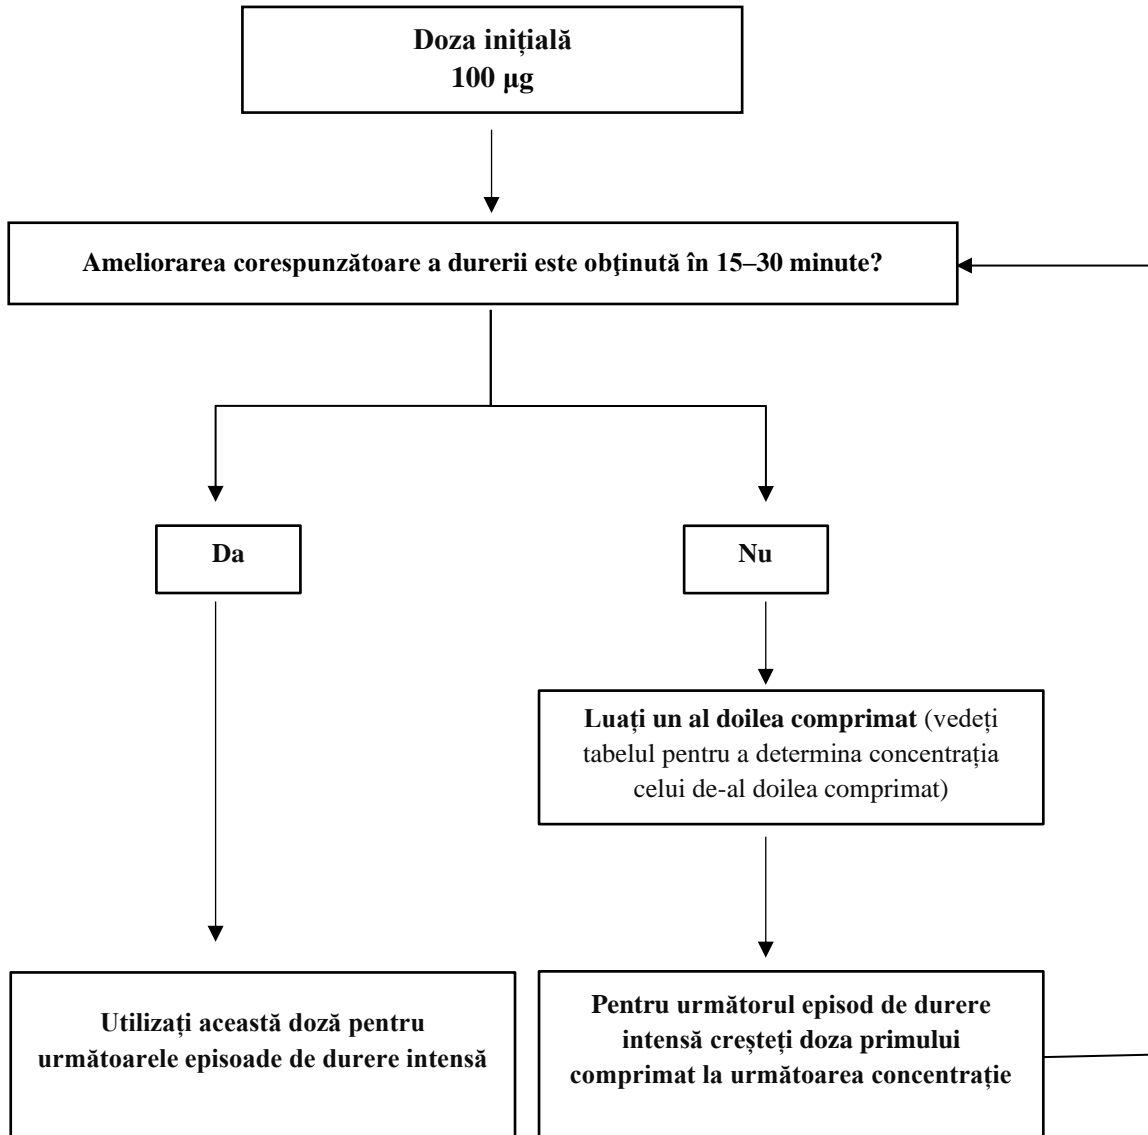 Doza inițială
100 µg
Ameliorarea corespunzătoare a durerii este obţinută în 15–30 minute?
Da
Nu
Luați un al doilea comprimat (vedeți
tabelul pentru a determina concentrația
celui de-al doilea comprimat)
Utilizați această doză pentru
următoarele episoade de durere intensă
Pentru următorul episod de durere
intensă creșteți doza primului
comprimat la următoarea concentrație